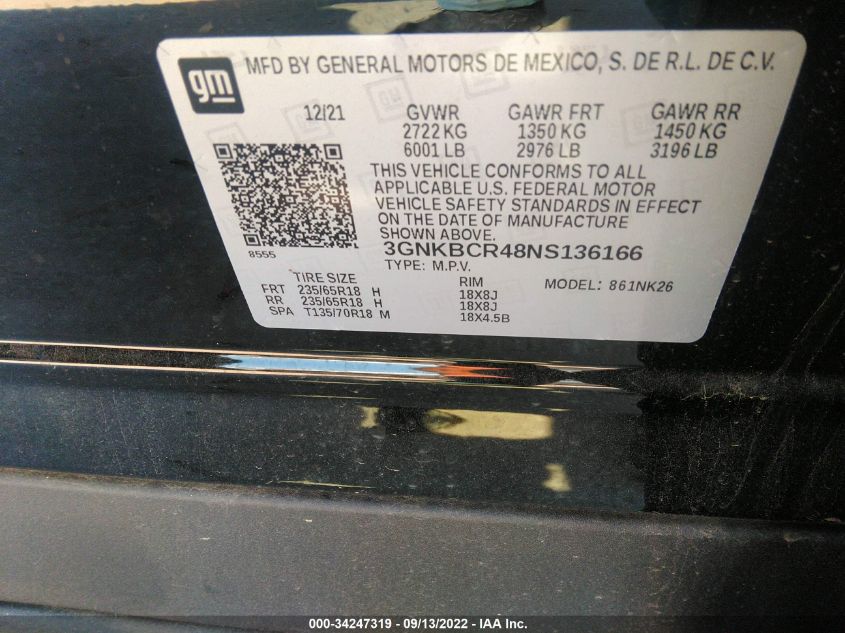 gm
MFD BY GENERAL MOTORS DE MEXICO, S. DE R.L. DE C.V.
12/21 GVWR GAWR FRT GAWR RR
2722 KG 1350 KG 1450 KG
6001 LB 2976 LB 3196 LB
THIS VEHICLE CONFORMS TO ALL
APPLICABLE U.S. FEDERAL MOTOR
VEHICLE SAFETY STANDARDS IN EFFECT
ON THE DATE OF MANUFACTURE
SHOWN ABOVE.
8555
3GNKBCR48NS136166
TYPE: M.P.V.
TIRE SIZE RIM MODEL: 861NK26
FRT 235/65R18 H 18X8J
RR 235/65R18 H 18X8J
SPA T135/70R18 M 18X4.5B
000-34247319 - 09/13/2022 - IAA Inc.